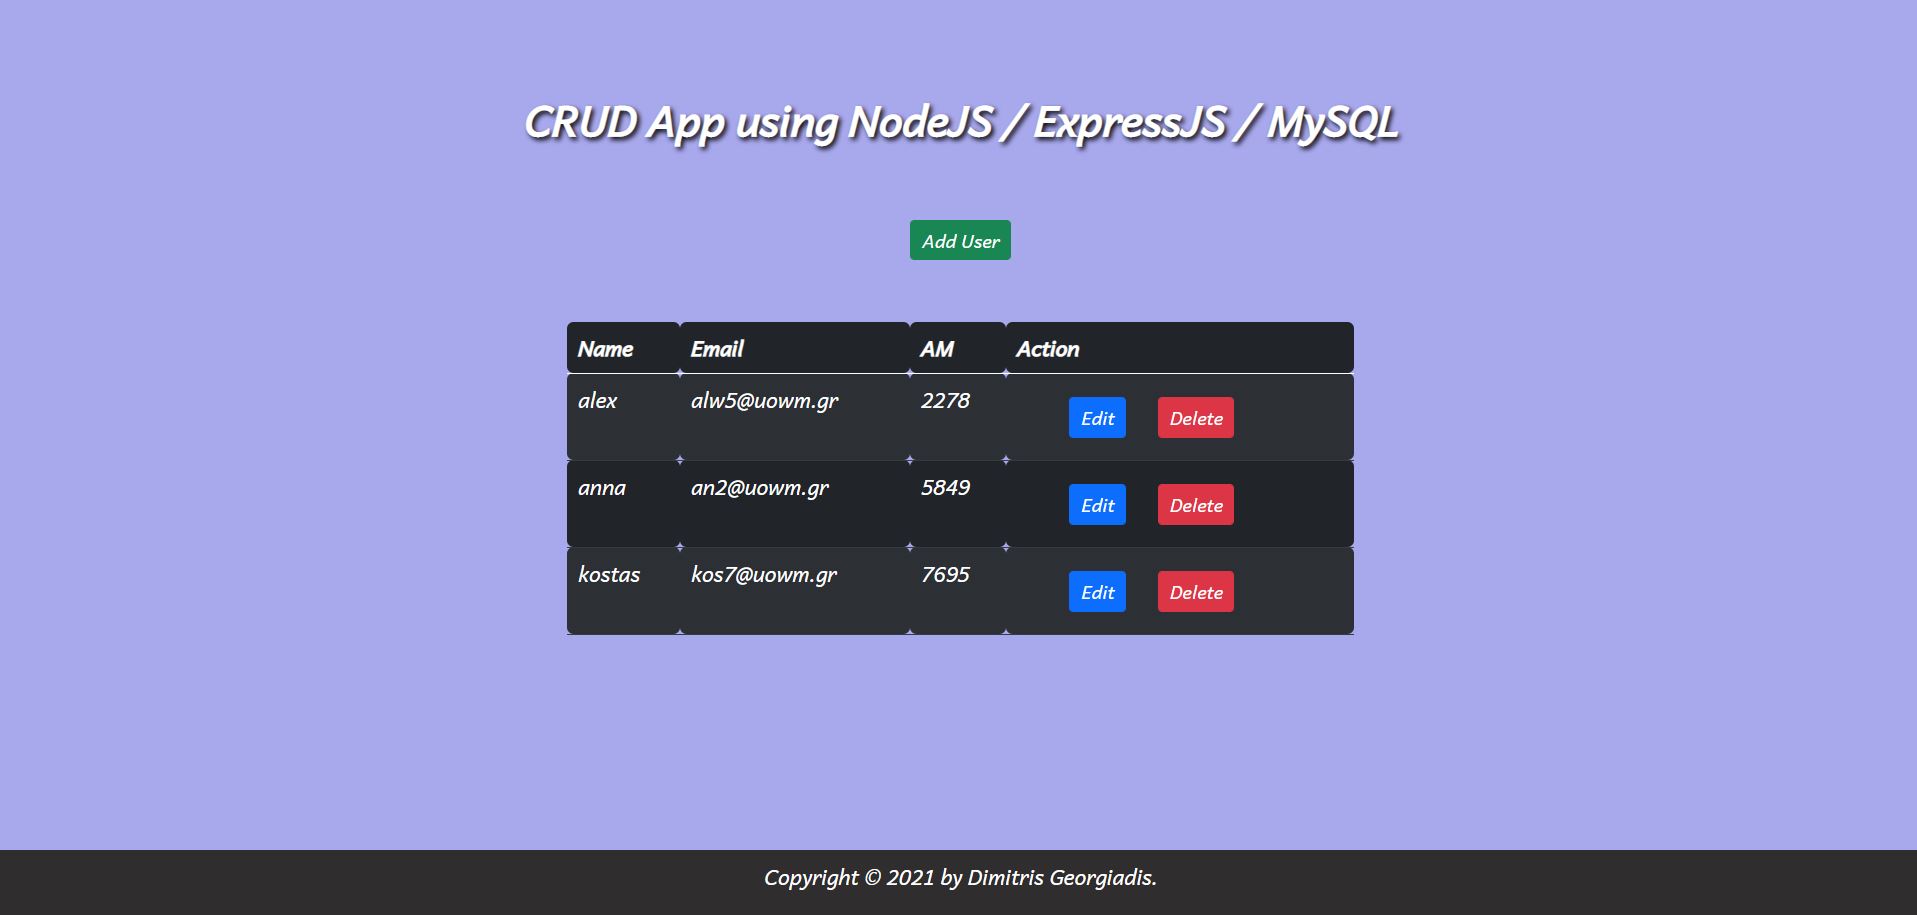 CRUD App using NodeJS / ExpressJS / MySQL
Add User
Name Email AM Action
alex alw5@uowm.gr 2278 Edit Delete
anna an2@uowm.gr 5849 Edit Delete
kostas kos7@uowm.gr 7695 Edit Delete
Copyright © 2021 by Dimitris Georgiadis.